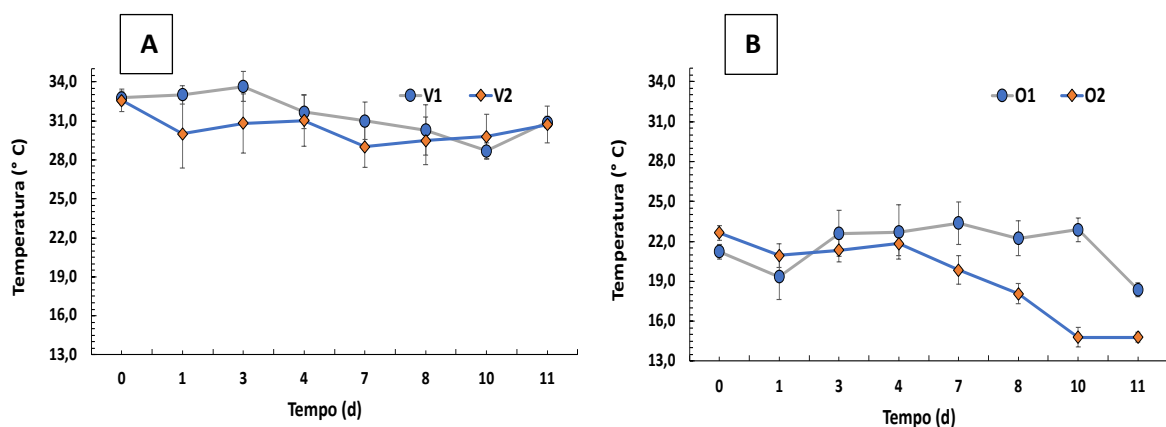 A
34,0
31,0
28,0
25,0
22,0
19,0
16,0
13,0
Temperatura (° C)
V1 V2
0 1 3 4 7 8 10 11
Tempo (d)
B
34,0
31,0
28,0
25,0
22,0
19,0
16,0
13,0
Temperatura (° C)
O1 O2
0 1 3 4 7 8 10 11
Tempo (d)